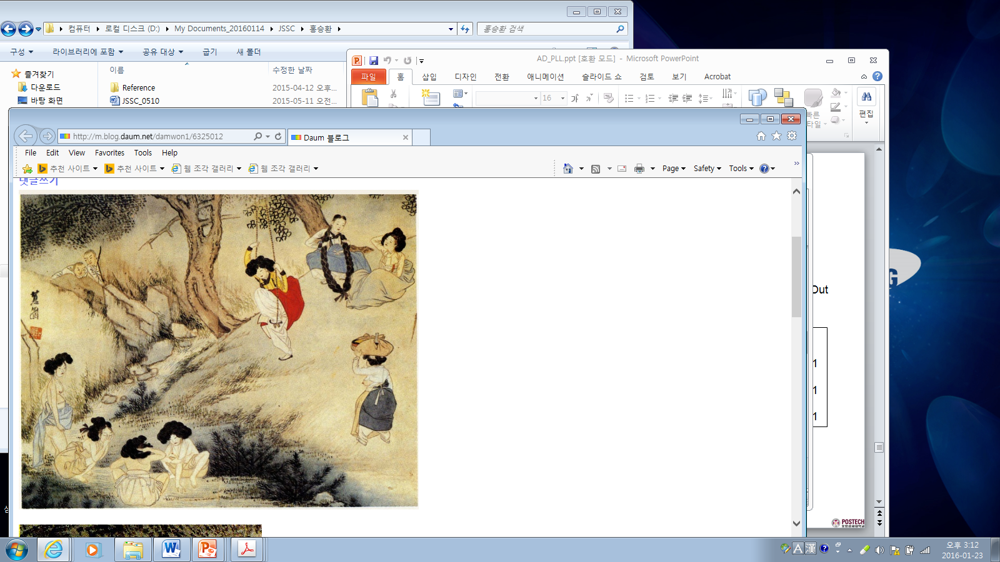 컴퓨터 로컬 디스크 (D:) My Documents_20160114 JSSC 홍승환
홍승환 검색
구성 라이브러리에 포함 공유 대상 굽기 새 폴더
이름 수정한 날짜
즐겨찾기
다운로드
바탕 화면
Reference 2015-04-12 오후...
JSSC_0510 2015-05-11 오전...
AD_PLL.ppt [호환 모드] - Microsoft PowerPoint
파일 홈 삽입 디자인 전환 애니메이션 슬라이드 쇼 검토 보기 Acrobat
16
편집
http://m.blog.daum.net/damwon1/6325012
Daum 블로그
File Edit View Favorites Tools Help
추천 사이트 추천 사이트 웹 조각 갤러리 웹 조각 갤러리
Page Safety Tools
댓글쓰기
蕙園
Out
1
1
1
POSTECH
A 漢
오후 3:12
2016-01-23